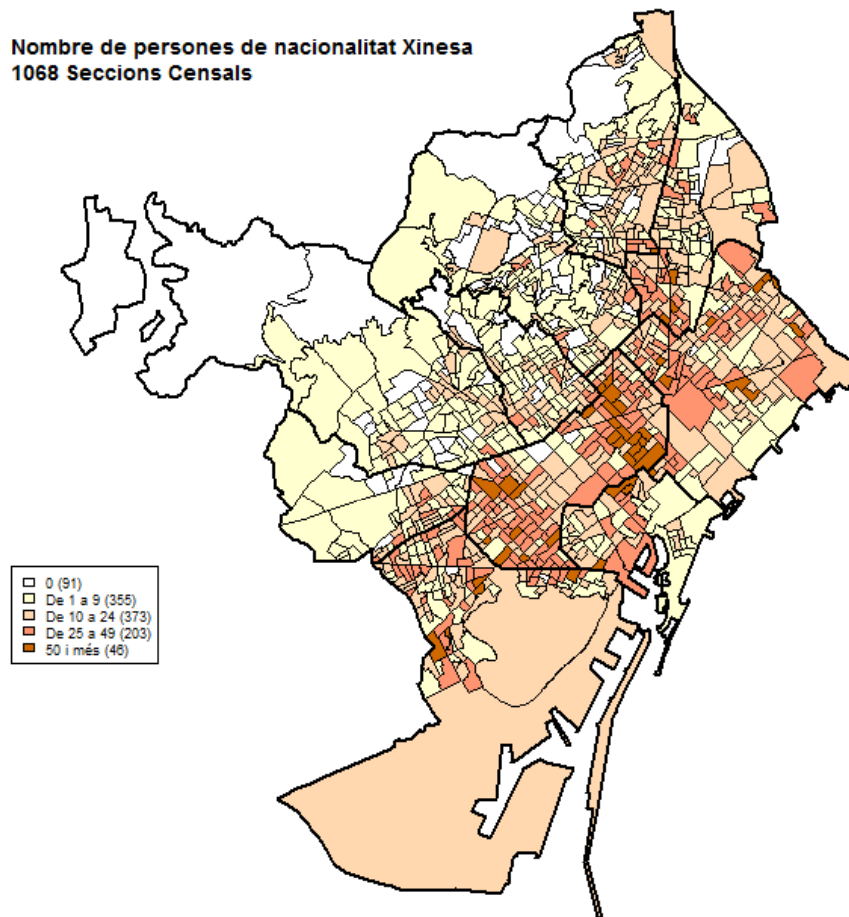 Nombre de persones de nacionalitat Xinesa
1068 Seccions Censals
0 (91)
De 1 a 9 (355)
De 10 a 24 (373)
De 25 a 49 (203)
50 i més (46)